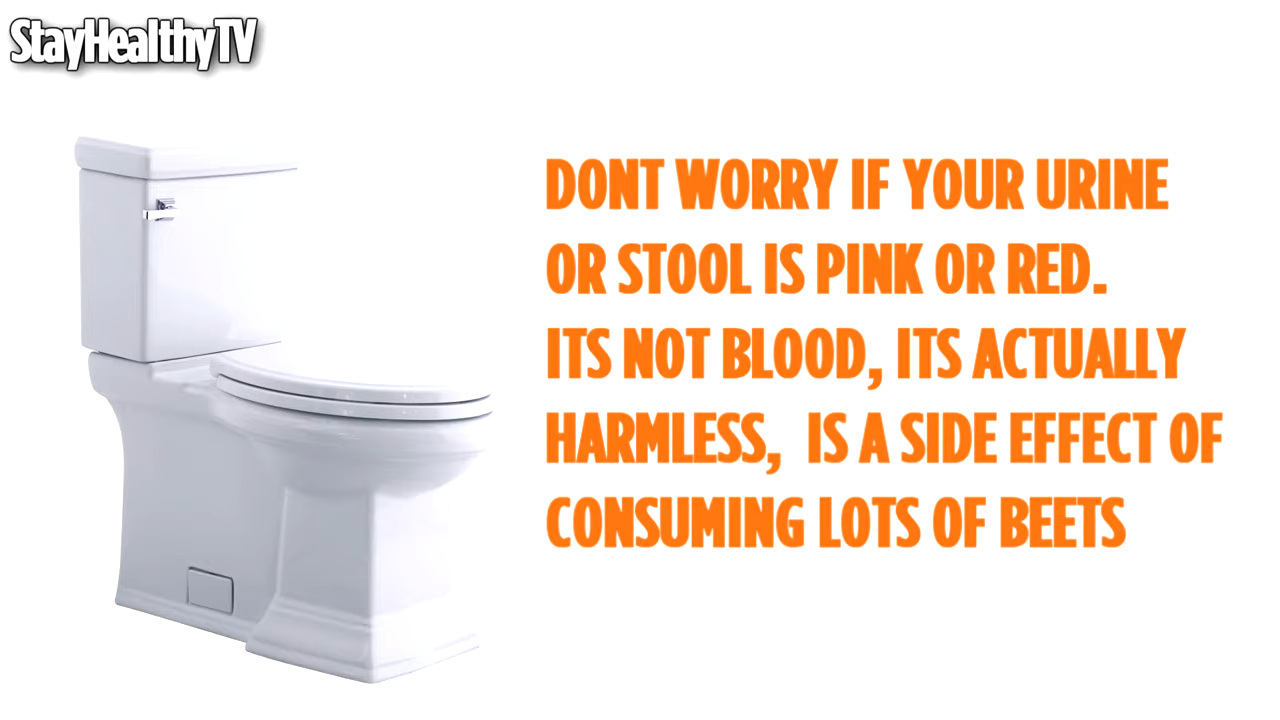 StayHealthyTV
DONT WORRY IF YOUR URINE
OR STOOL IS PINK OR RED.
ITS NOT BLOOD, ITS ACTUALLY
HARMLESS, IS A SIDE EFFECT OF
CONSUMING LOTS OF BEETS